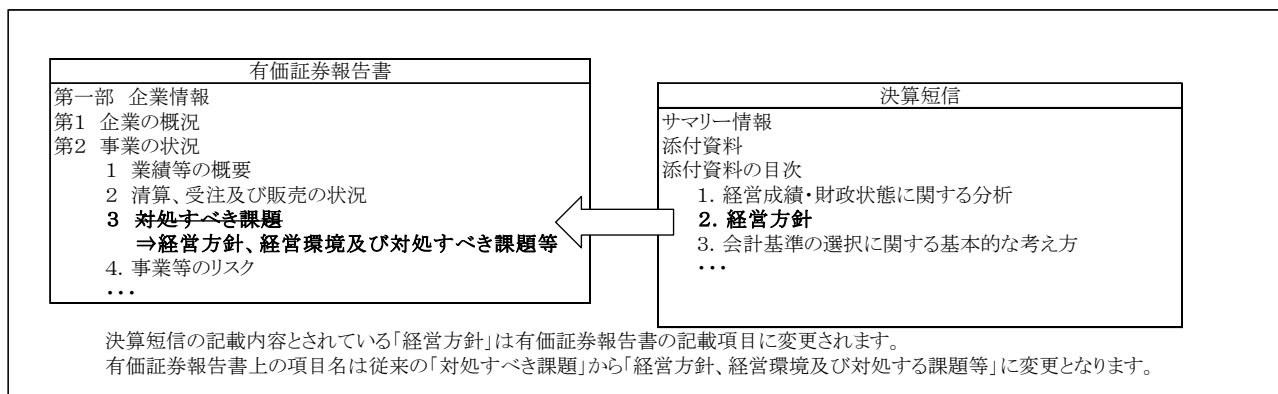 有価証券報告書
第一部 企業情報
第1 企業の概況
第2 事業の状況
1 業績等の概要
2 清算、受注及び販売の状況
3 対処すべき課題
⇒経営方針、経営環境及び対処すべき課題等
4. 事業等のリスク
・・・
決算短信
サマリー情報
添付資料
添付資料の目次
1. 経営成績・財政状態に関する分析
2. 経営方針
3. 会計基準の選択に関する基本的な考え方
・・・
決算短信の記載内容とされている「経営方針」は有価証券報告書の記載項目に変更されます。
有価証券報告書上の項目名は従来の「対処すべき課題」から「経営方針、経営環境及び対処する課題等」に変更となります。